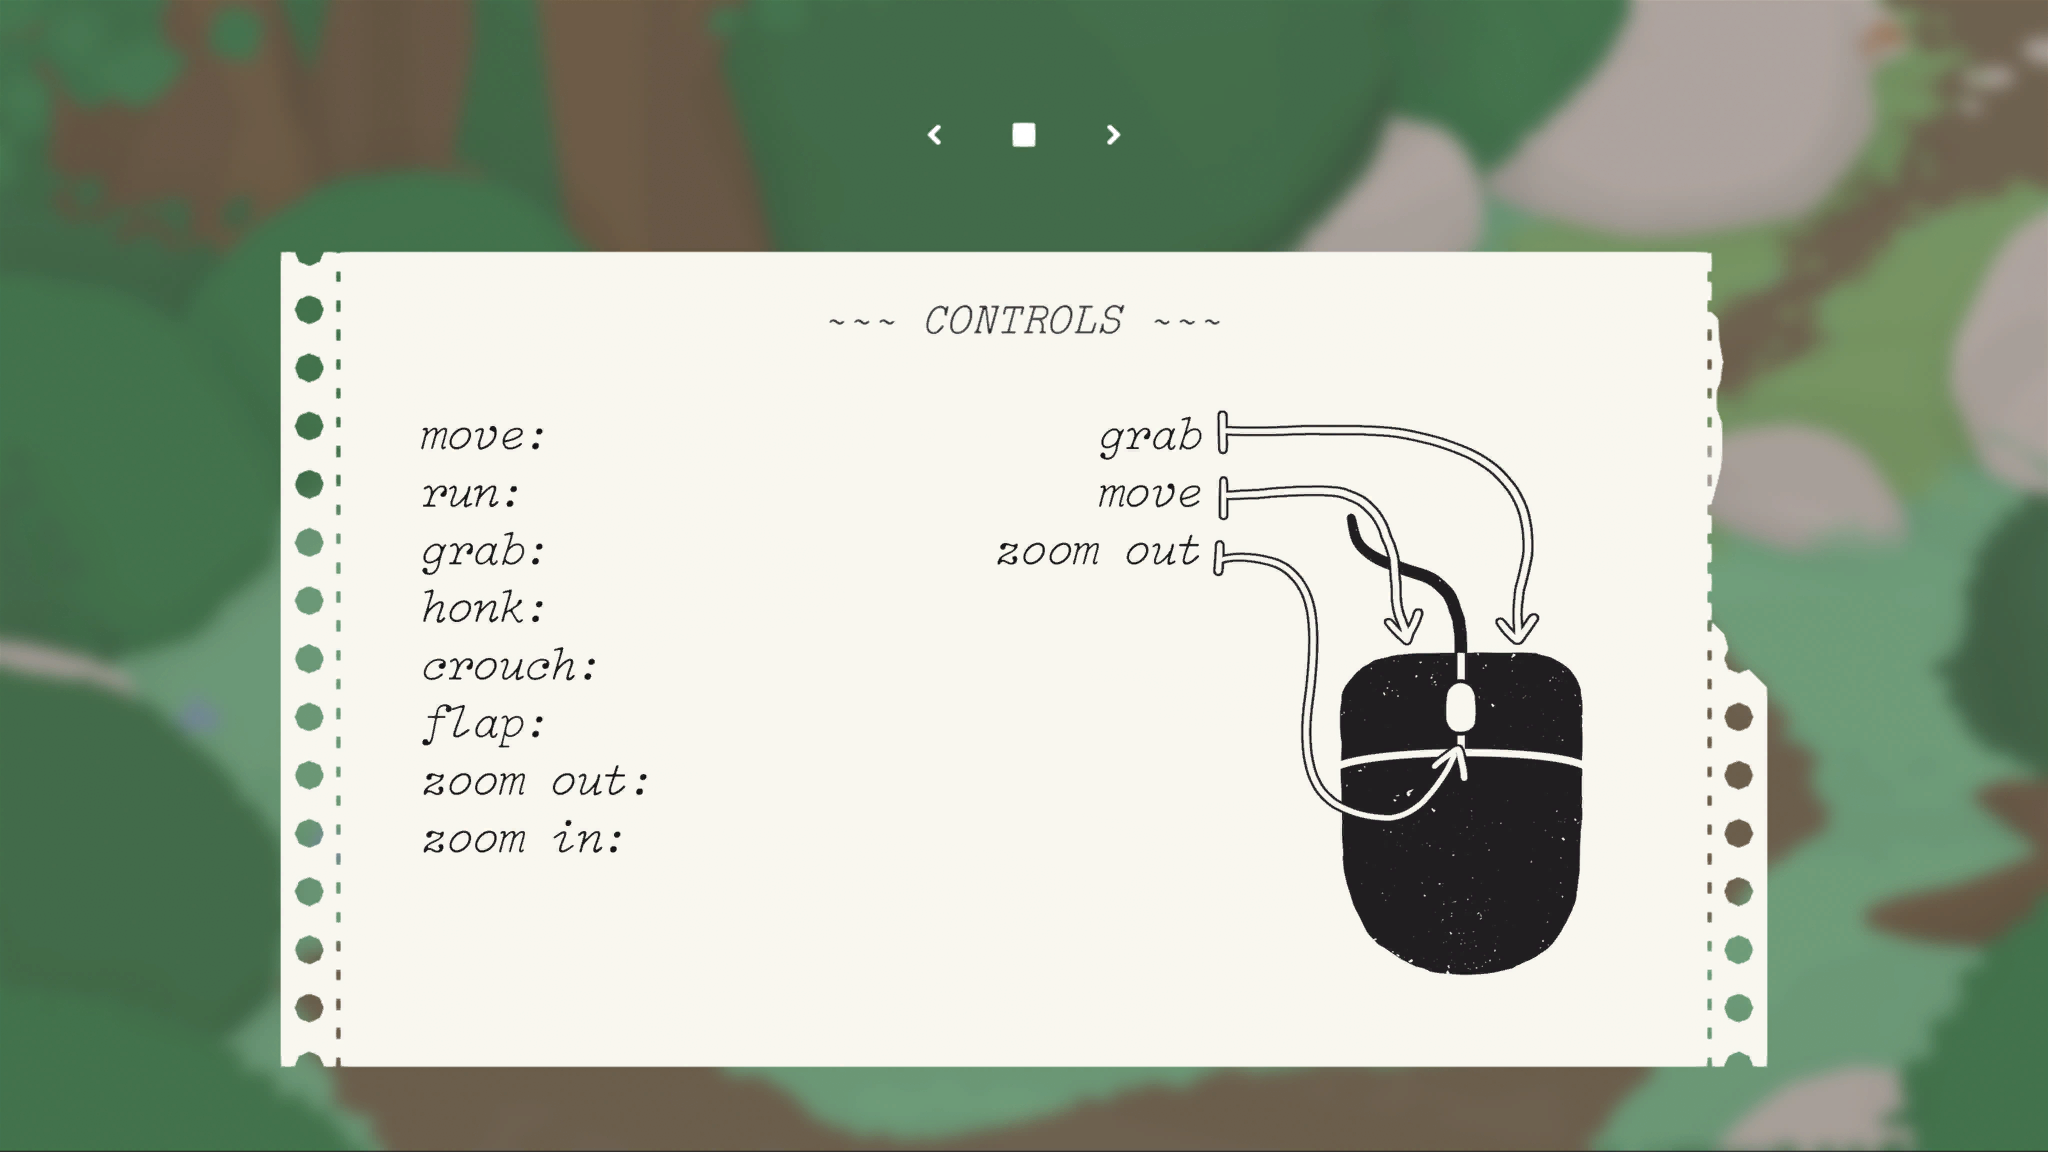 ~~~ CONTROLS ~~~
move:
run:
grab:
honk:
crouch:
flap:
zoom out:
zoom in:
grab
move
zoom out